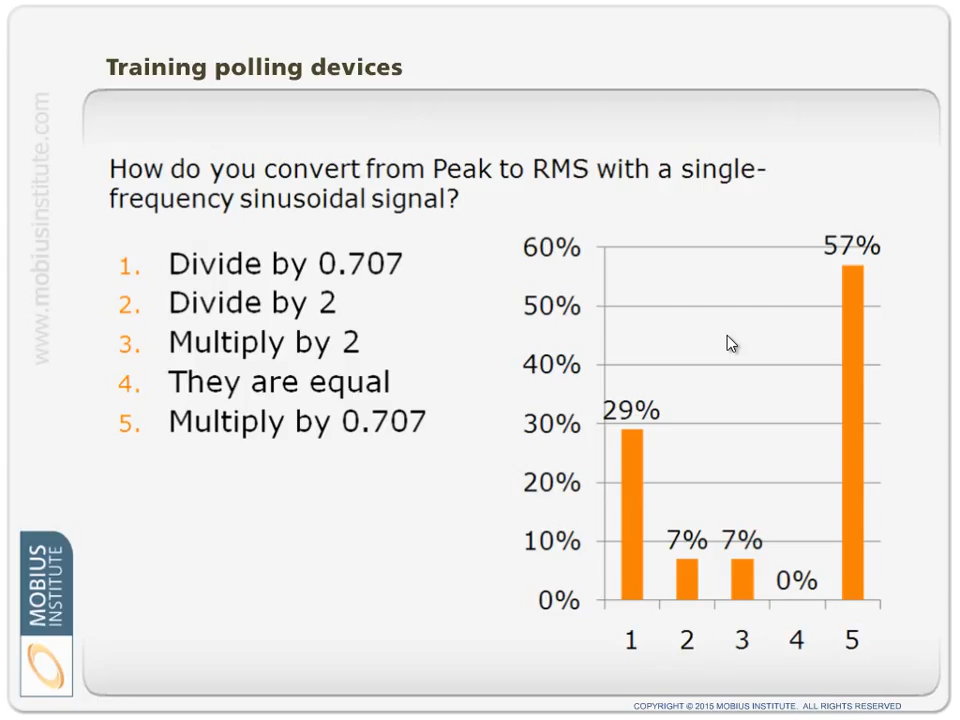 Training polling devices
www.mobiusinstitute.com
How do you convert from Peak to RMS with a single-
frequency sinusoidal signal?
1. Divide by 0.707
2. Divide by 2
3. Multiply by 2
4. They are equal
5. Multiply by 0.707
60%
50%
40%
30%
20%
10%
0%
29%
7%
7%
0%
57%
1 2 3 4 5
MOBIUS
INSTITUTE
COPYRIGHT © 2015 MOBIUS INSTITUTE. ALL RIGHTS RESERVED